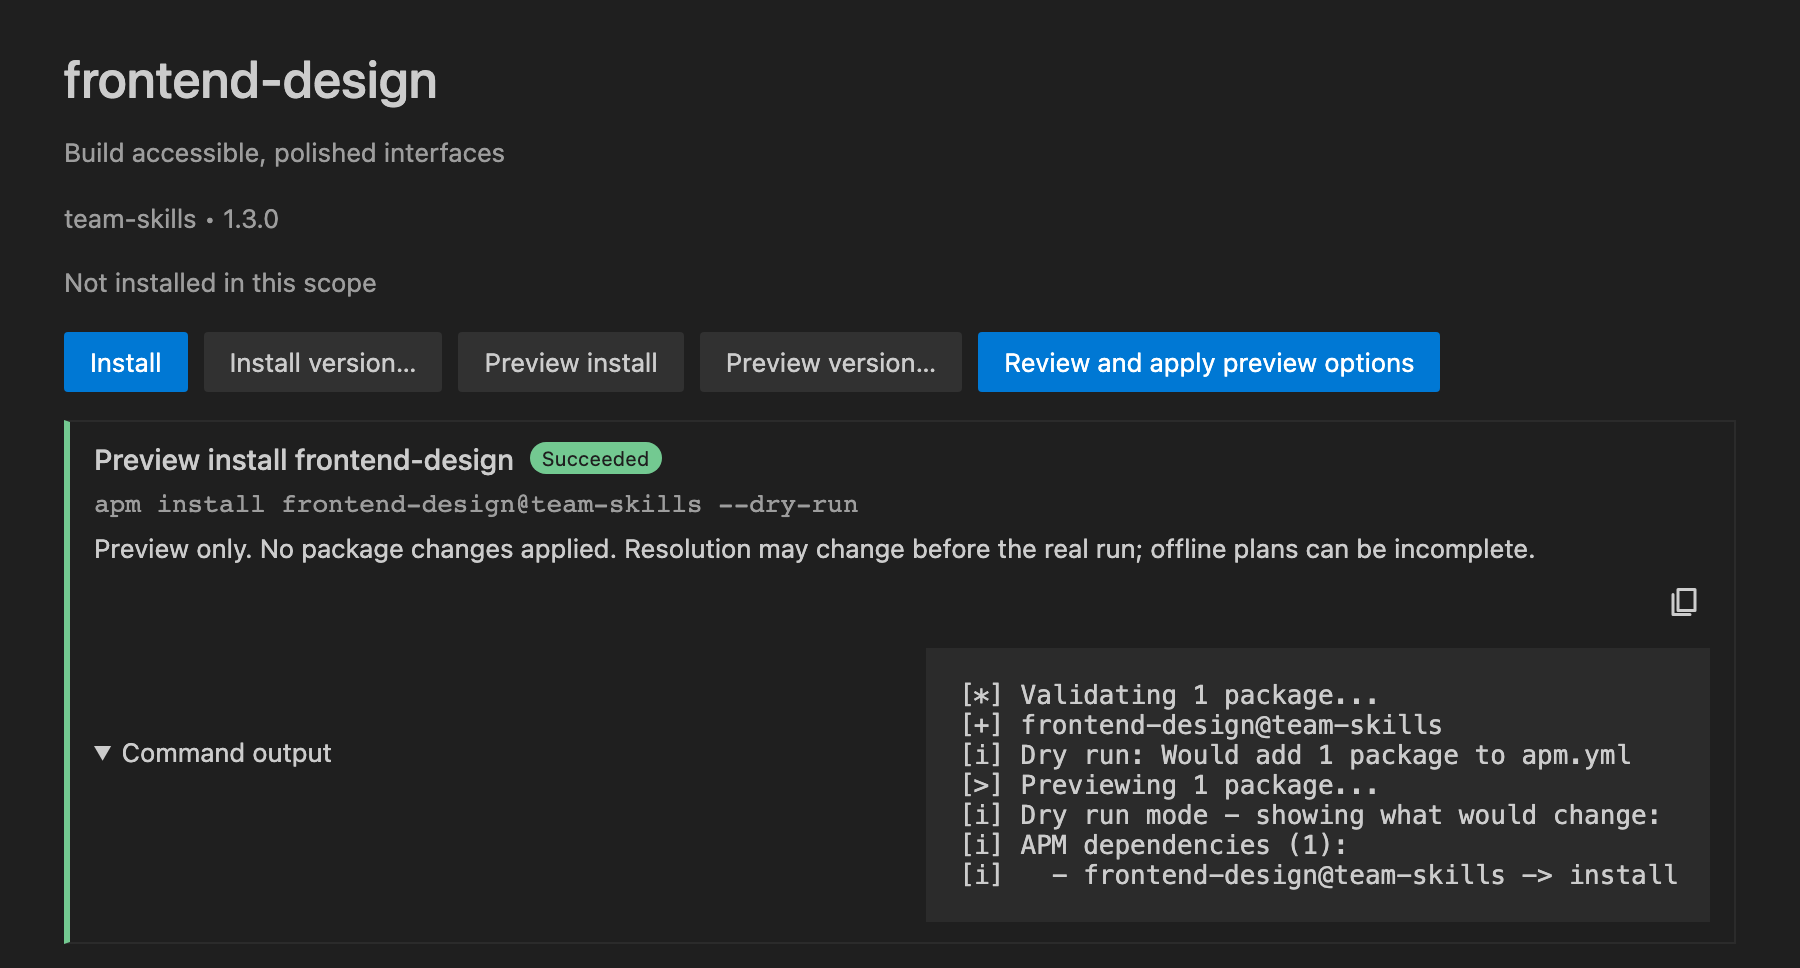 frontend-design
Build accessible, polished interfaces
team-skills • 1.3.0
Not installed in this scope
Install
Install version...
Preview install
Preview version...
Review and apply preview options
Preview install frontend-design
Succeeded
apm install frontend-design@team-skills --dry-run
Preview only. No package changes applied. Resolution may change before the real run; offline plans can be incomplete.
▼ Command output
[*] Validating 1 package...
[+] frontend-design@team-skills
[i] Dry run: Would add 1 package to apm.yml
[>] Previewing 1 package...
[i] Dry run mode - showing what would change:
[i] APM dependencies (1):
[i]   - frontend-design@team-skills -> install